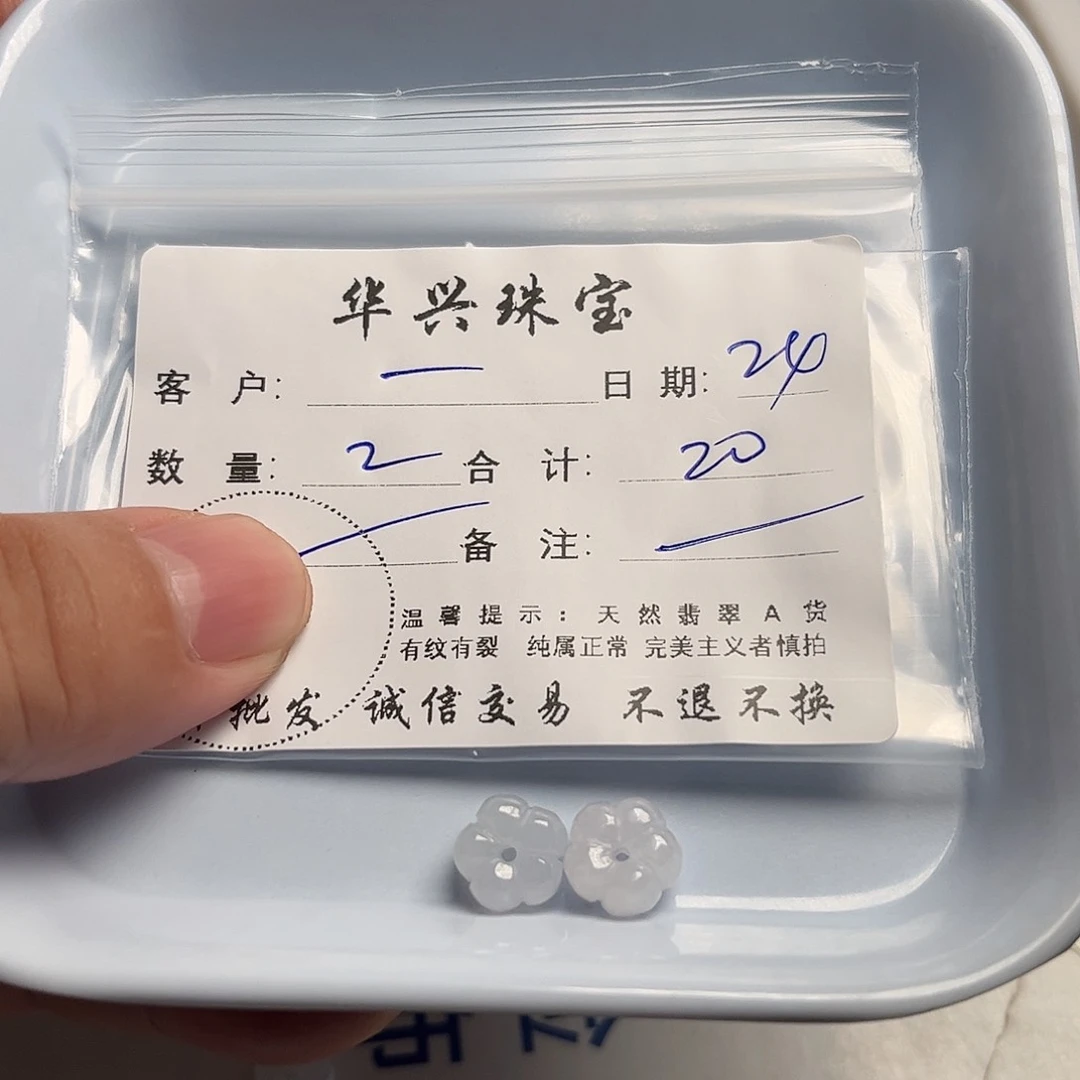 华兴珠宝
客 户: 一 日 期: 24
数 量: 2 合 计: 20
备 注:
温馨提示:天然翡翠A货
有纹有裂 纯属正常 完美主义者慎拍
批发 诚信交易 不退不换